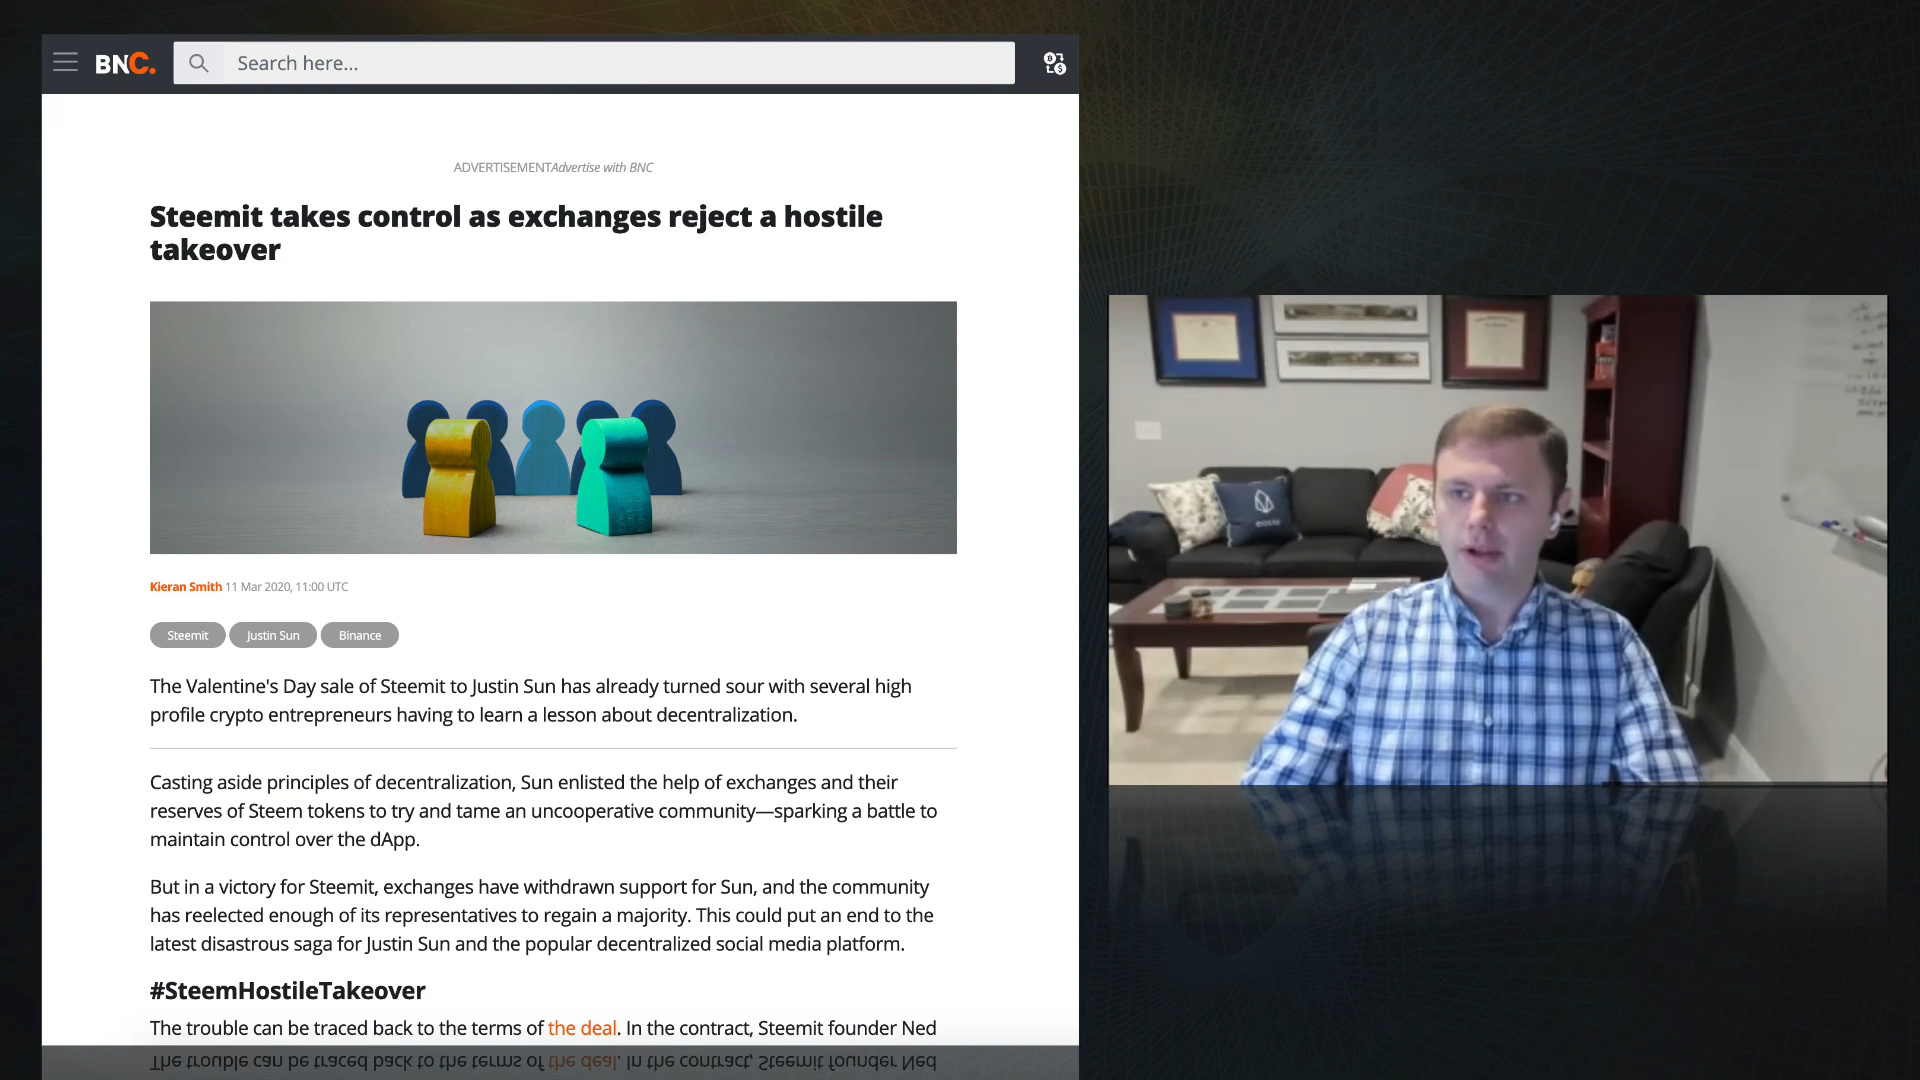 BNC.
Search here...
ADVERTISEMENTAdvertise with BNC
Steemit takes control as exchanges reject a hostile
takeover
Kieran Smith 11 Mar 2020, 11:00 UTC
Steemit Justin Sun Binance
The Valentine's Day sale of Steemit to Justin Sun has already turned sour with several high
profile crypto entrepreneurs having to learn a lesson about decentralization.
Casting aside principles of decentralization, Sun enlisted the help of exchanges and their
reserves of Steem tokens to try and tame an uncooperative community—sparking a battle to
maintain control over the dApp.
But in a victory for Steemit, exchanges have withdrawn support for Sun, and the community
has reelected enough of its representatives to regain a majority. This could put an end to the
latest disastrous saga for Justin Sun and the popular decentralized social media platform.
#SteemHostileTakeover
The trouble can be traced back to the terms of the deal. In the contract, Steemit founder Ned